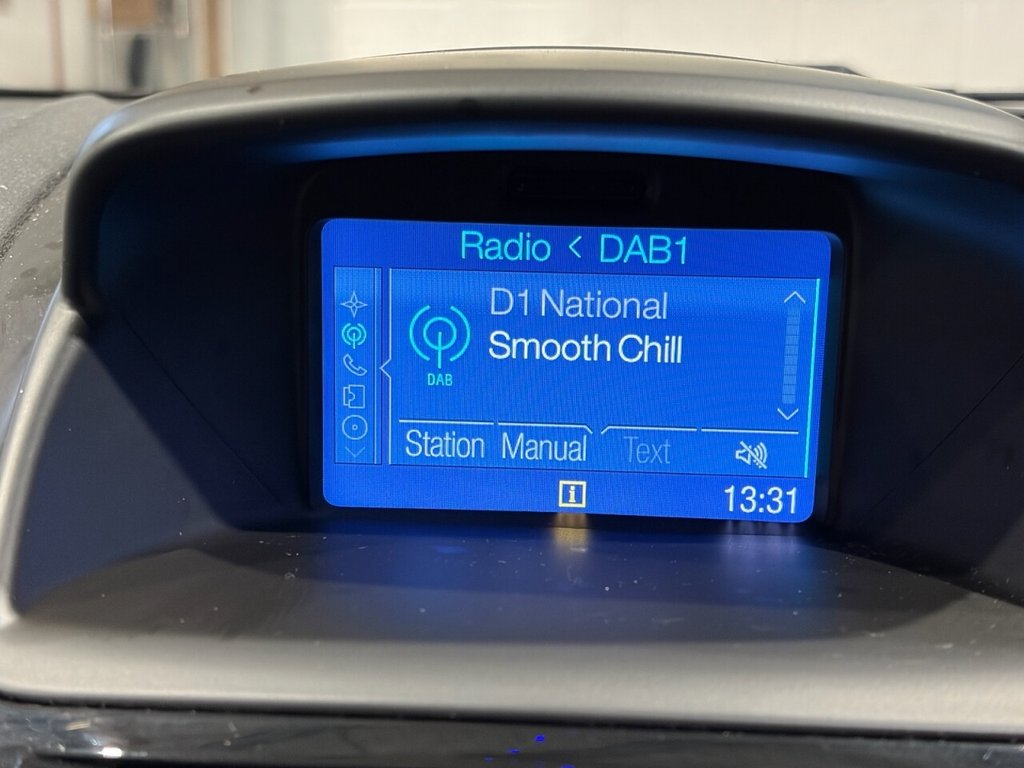 Radio < DAB1
D1 National
Smooth Chill
DAB
Station Manual Text
i 13:31